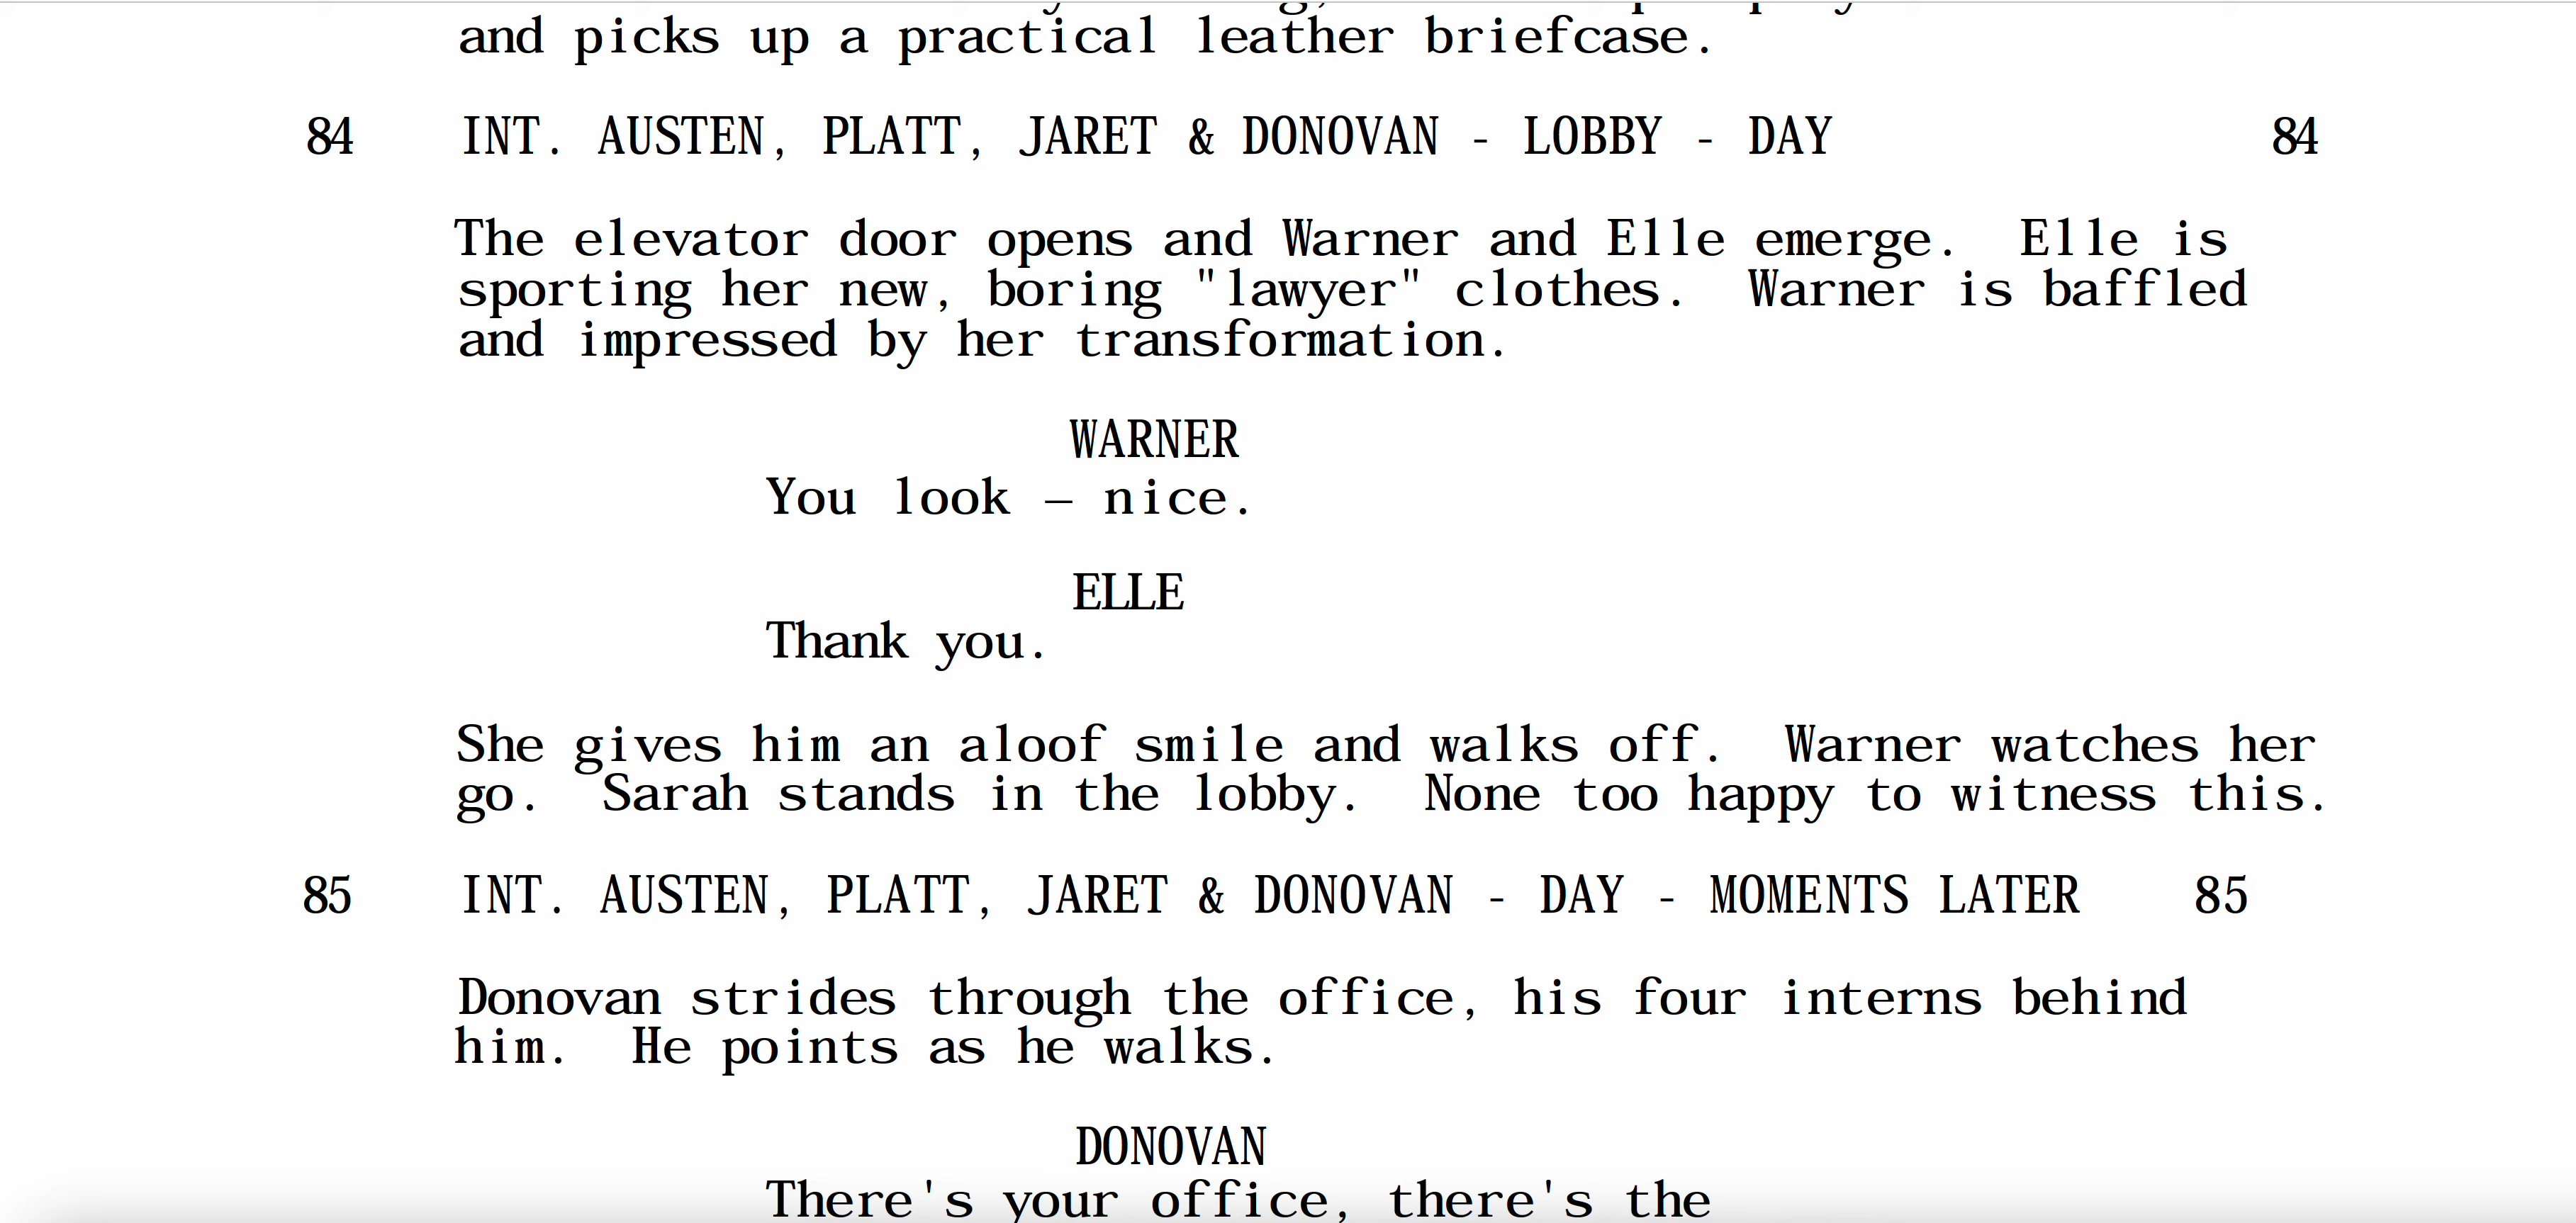 and picks up a practical leather briefcase.
84 INT. AUSTEN, PLATT, JARET & DONOVAN - LOBBY - DAY 84
The elevator door opens and Warner and Elle emerge.  Elle is
sporting her new, boring "lawyer" clothes.  Warner is baffled
and impressed by her transformation.
WARNER
You look – nice.
ELLE
Thank you.
She gives him an aloof smile and walks off.  Warner watches her
go.  Sarah stands in the lobby.  None too happy to witness this.
85 INT. AUSTEN, PLATT, JARET & DONOVAN - DAY - MOMENTS LATER 85
Donovan strides through the office, his four interns behind
him.  He points as he walks.
DONOVAN
There's your office, there's the